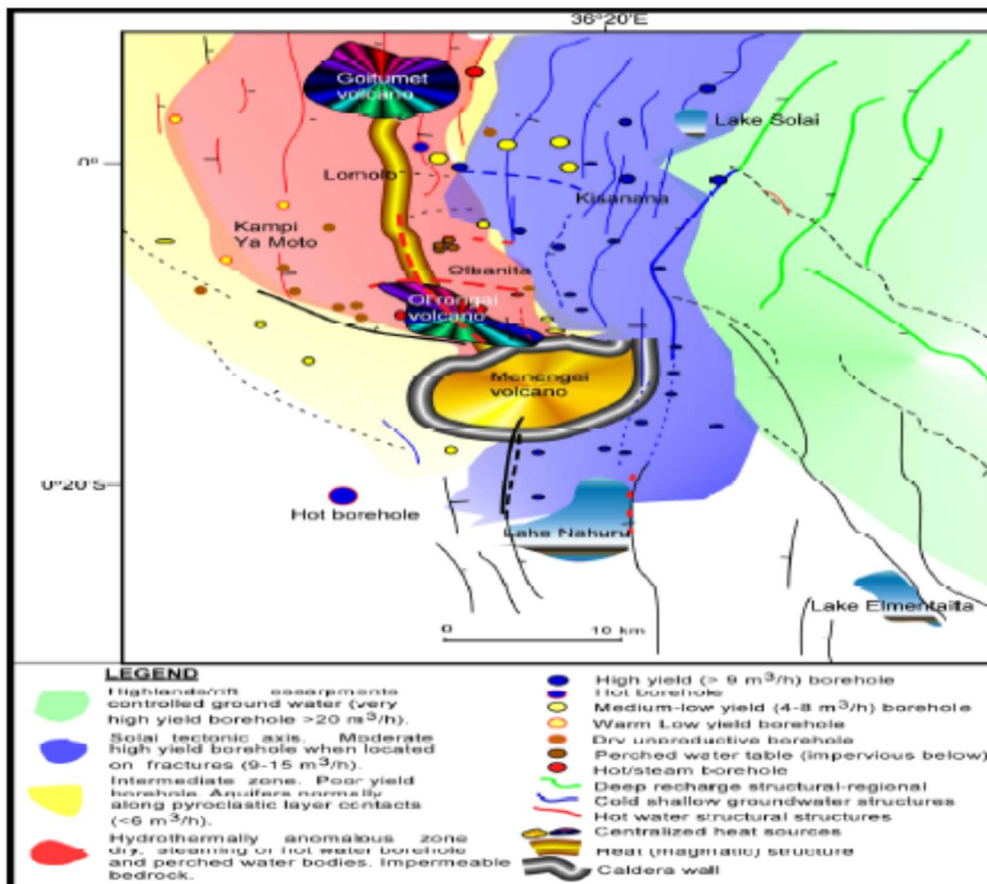 36°20'E
Goitumet
volcano
Lake Solai
0°
Lomolo
Kisanana
Kampi
Ya Moto
Olbanita
Ol rongai
volcano
Menengai
volcano
0°20'S
Hot borehole
Lake Nakuru
Lake Elmentaita
0 10 km
LEGEND
Highlands/rift escarpments
controlled ground water (very
high yield borehole >20 m³/h).
Solai tectonic axis. Moderate
high yield borehole when located
on fractures (9-15 m³/h).
Intermediate zone. Poor yield
borehole. Aquifers normally
along pyroclastic layer contacts
(<6 m³/h).
Hydrothermally anomalous zone
dry, steaming or hot water borehole
and perched water bodies. Impermeable
bedrock.
High yield (> 9 m³/h) borehole
Hot borehole
Medium-low yield (4-8 m³/h) borehole
Warm Low yield borehole
Dry unproductive borehole
Perched water table (impervious below)
Hot/steam borehole
Deep recharge structural-regional
Cold shallow groundwater structures
Hot water structural structures
Centralized heat sources
Heat (magmatic) structure
Caldera wall